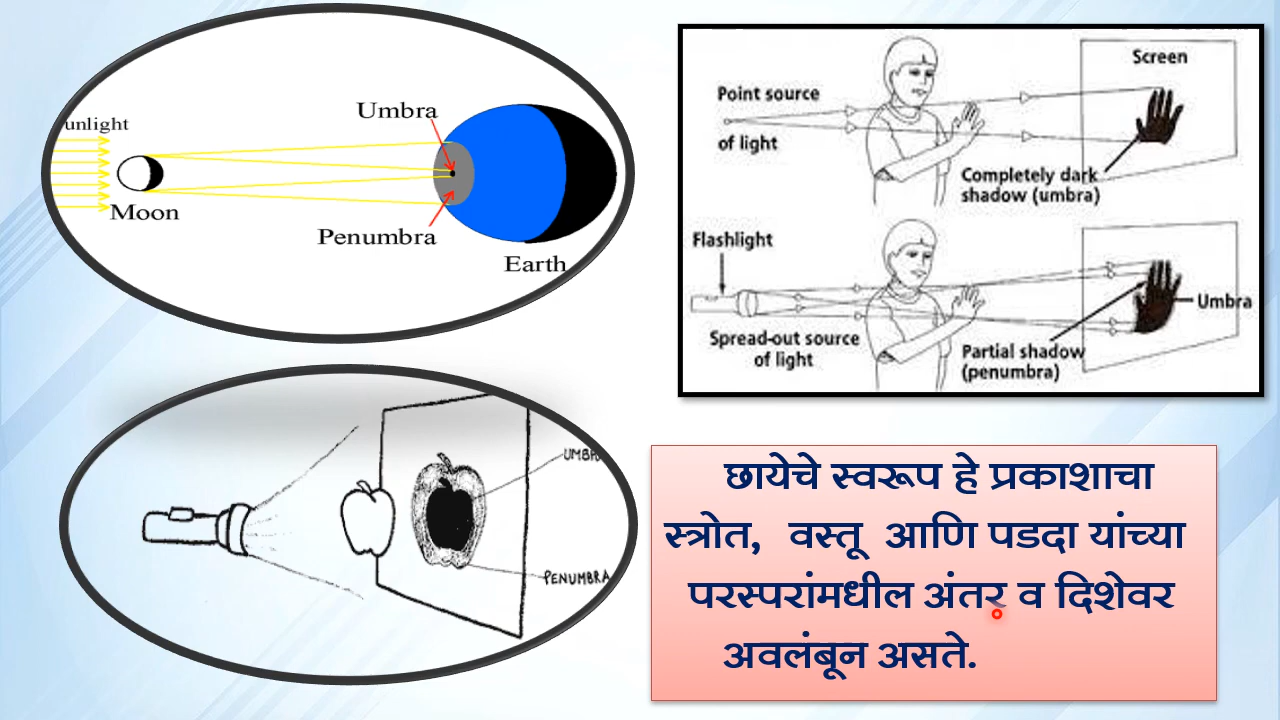 unlight
Moon
Umbra
Penumbra
Earth
Point source
of light
Screen
Completely dark
shadow (umbra)
Flashlight
Spread-out source
of light
Partial shadow
(penumbra)
Umbra
PENUMBRA
छायेचे स्वरूप हे प्रकाशाचा
स्त्रोत, वस्तू आणि पडदा यांच्या
परस्परांमधील अंतर व दिशेवर
अवलंबून असते.